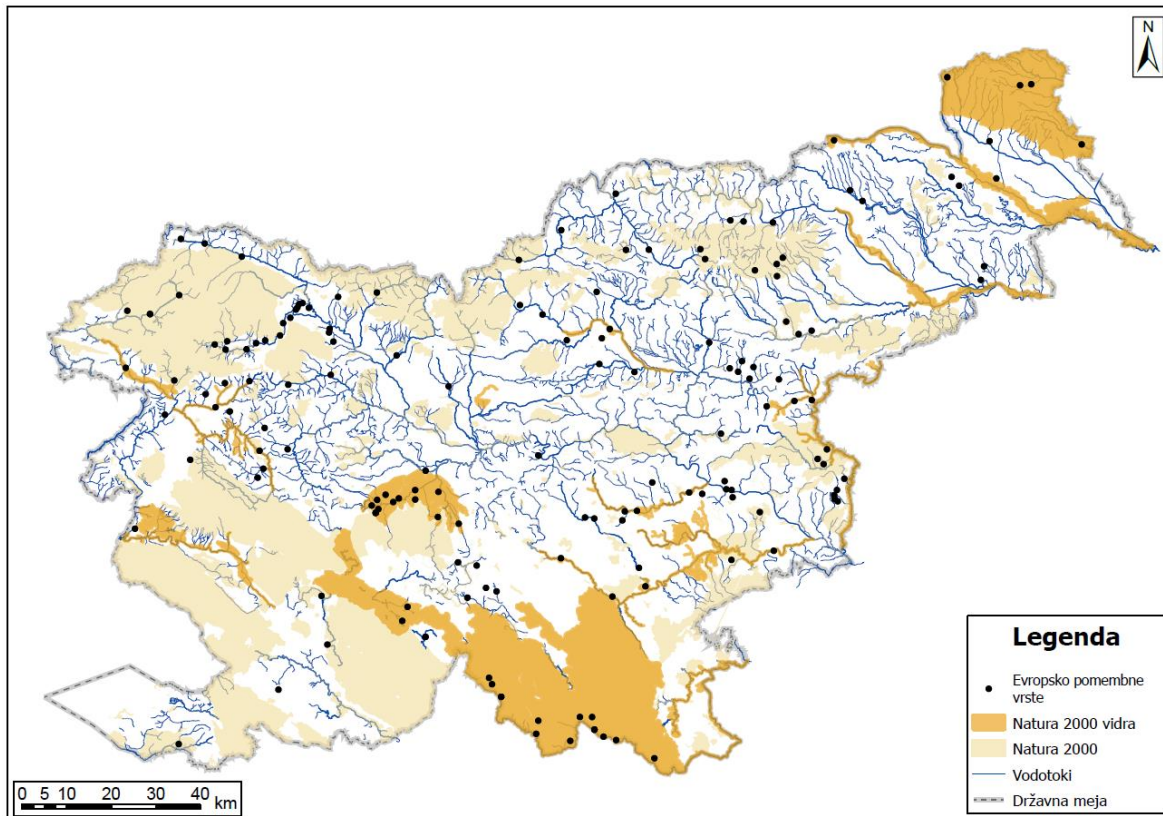 N
Legenda
Evropsko pomembne
vrste
Natura 2000 vidra
Natura 2000
Vodotoki
Državna meja
0 5 10 20 30 40
km